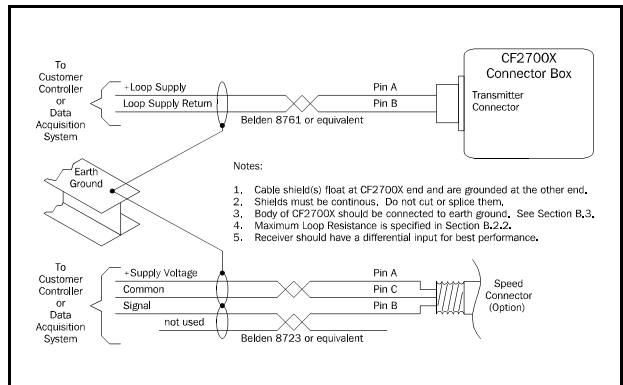 To
Customer
Controller
or
Data
Acquisition
System
+Loop Supply
Loop Supply Return
Belden 8761 or equivalent
Pin A
Pin B
CF2700X
Connector Box
Transmitter
Connector
Earth
Ground
Notes:
1. Cable shield(s) float at CF2700X end and are grounded at the other end.
2. Shields must be continous. Do not cut or splice them.
3. Body of CF2700X should be connected to earth ground. See Section B.3.
4. Maximum Loop Resistance is specified in Section B.2.2.
5. Receiver should have a differential input for best performance.
To
Customer
Controller
or
Data
Acquisition
System
+Supply Voltage
Common
Signal
not used
Belden 8723 or equivalent
Pin A
Pin C
Pin B
Speed
Connector
(Option)